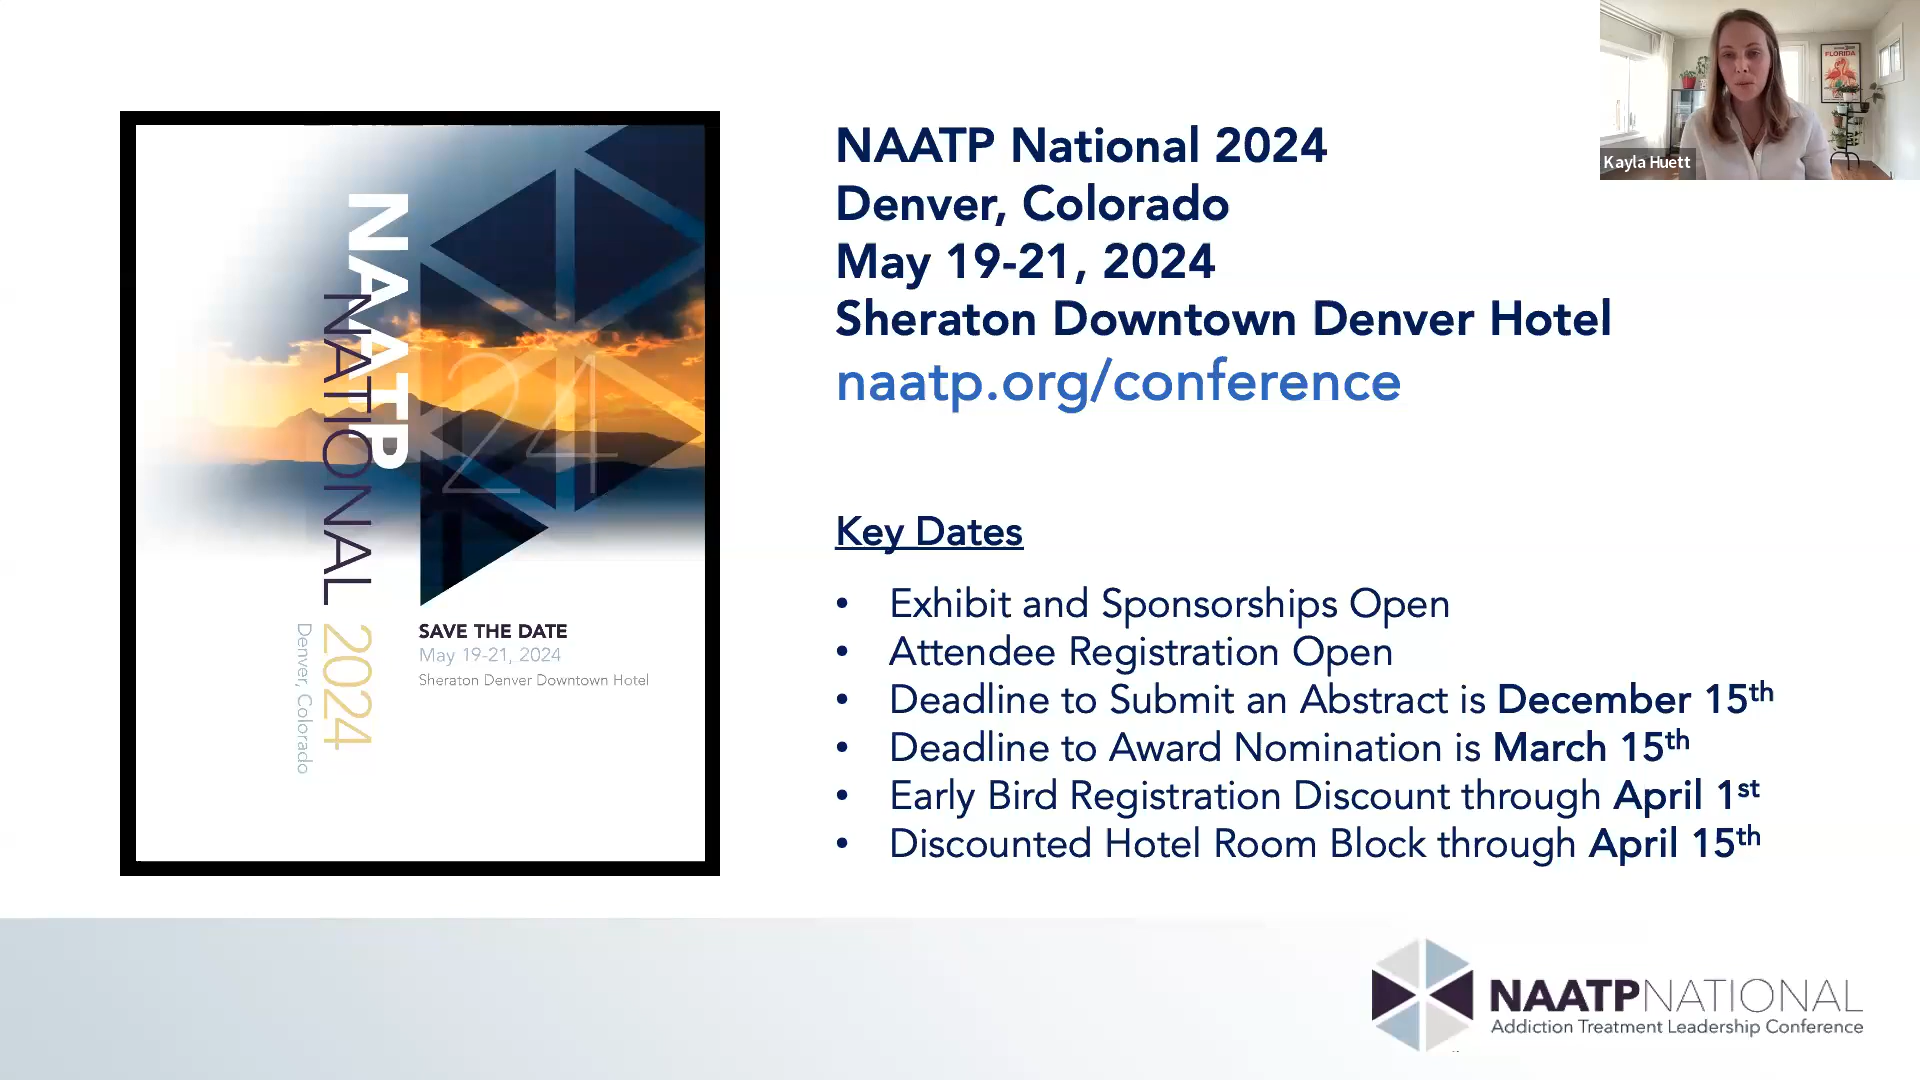 NAATP
NATIONAL 2024
Denver, Colorado
24
SAVE THE DATE
May 19-21, 2024
Sheraton Denver Downtown Hotel
NAATP National 2024
Denver, Colorado
May 19-21, 2024
Sheraton Downtown Denver Hotel
naatp.org/conference
Key Dates
• Exhibit and Sponsorships Open
• Attendee Registration Open
• Deadline to Submit an Abstract is December 15th
• Deadline to Award Nomination is March 15th
• Early Bird Registration Discount through April 1st
• Discounted Hotel Room Block through April 15th
FLORIDA
Kayla Huett
NAATPNATIONAL
Addiction Treatment Leadership Conference